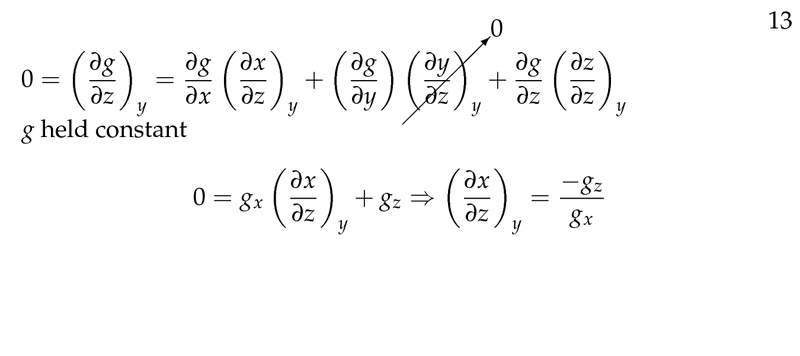 13
0
0 = (∂g/∂z)_y = ∂g/∂x (∂x/∂z)_y + (∂g/∂y) (∂y/∂z)_y + ∂g/∂z (∂z/∂z)_y
g held constant
0 = g_x (∂x/∂z)_y + g_z ⇒ (∂x/∂z)_y = −g_z/g_x